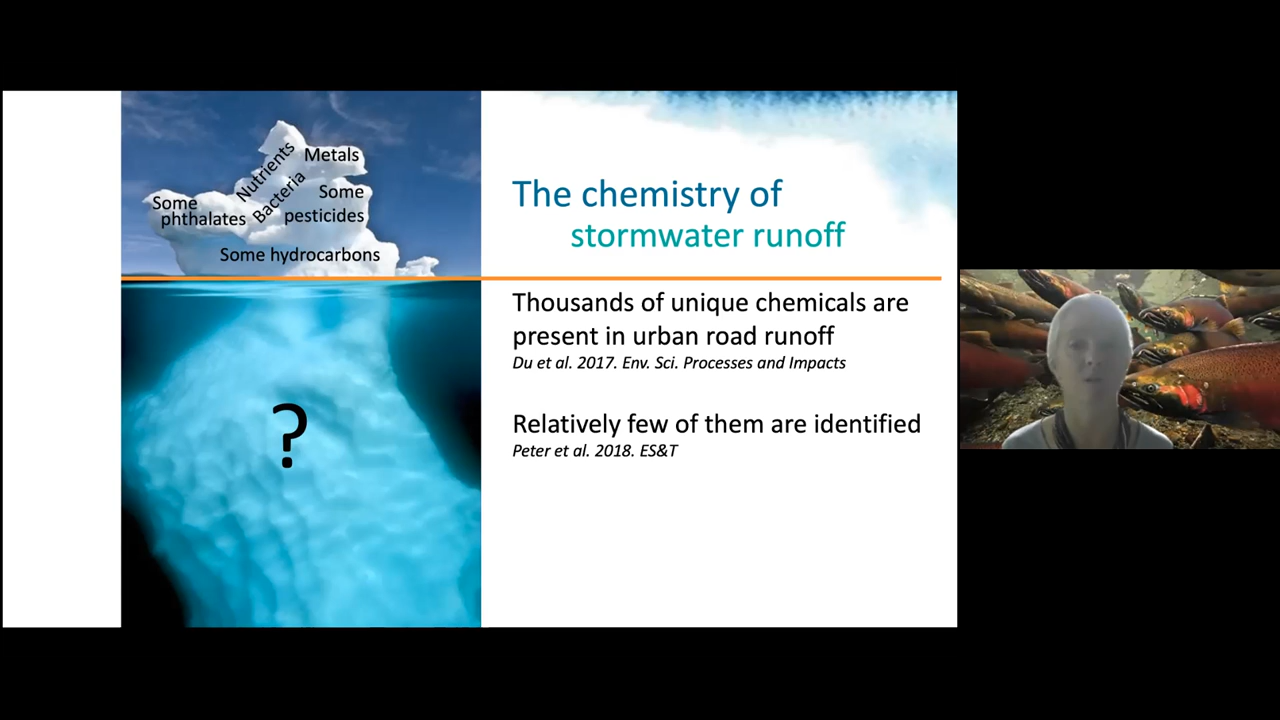 Nutrients
Metals
Bacteria
Some
phthalates
Some
pesticides
Some hydrocarbons
?
The chemistry of
stormwater runoff
Thousands of unique chemicals are
present in urban road runoff
Du et al. 2017. Env. Sci. Processes and Impacts
Relatively few of them are identified
Peter et al. 2018. ES&T